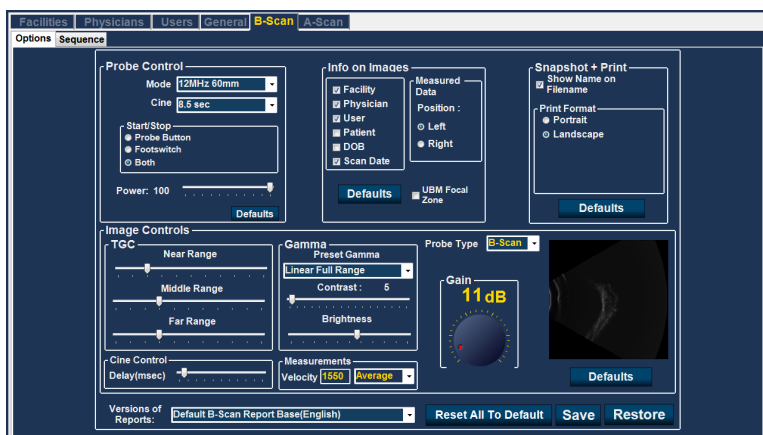 Facilities Physicians Users General B-Scan A-Scan
Options Sequence
Probe Control
Mode 12MHz 60mm
Cine 8.5 sec
Start/Stop
Probe Button
Footswitch
Both
Power: 100
Defaults
Info on Images
Facility
Physician
User
Patient
DOB
Scan Date
Measured
Data
Position :
Left
Right
Defaults
UBM Focal
Zone
Snapshot + Print
Show Name on
Filename
Print Format
Portrait
Landscape
Defaults
Image Controls
TGC
Near Range
Middle Range
Far Range
Gamma
Preset Gamma
Linear Full Range
Contrast : 5
Brightness
Probe Type B-Scan
Gain
11 dB
Defaults
Cine Control
Delay(msec)
Measurements
Velocity 1550 Average
Versions of
Reports:
Default B-Scan Report Base(English)
Reset All To Default Save Restore